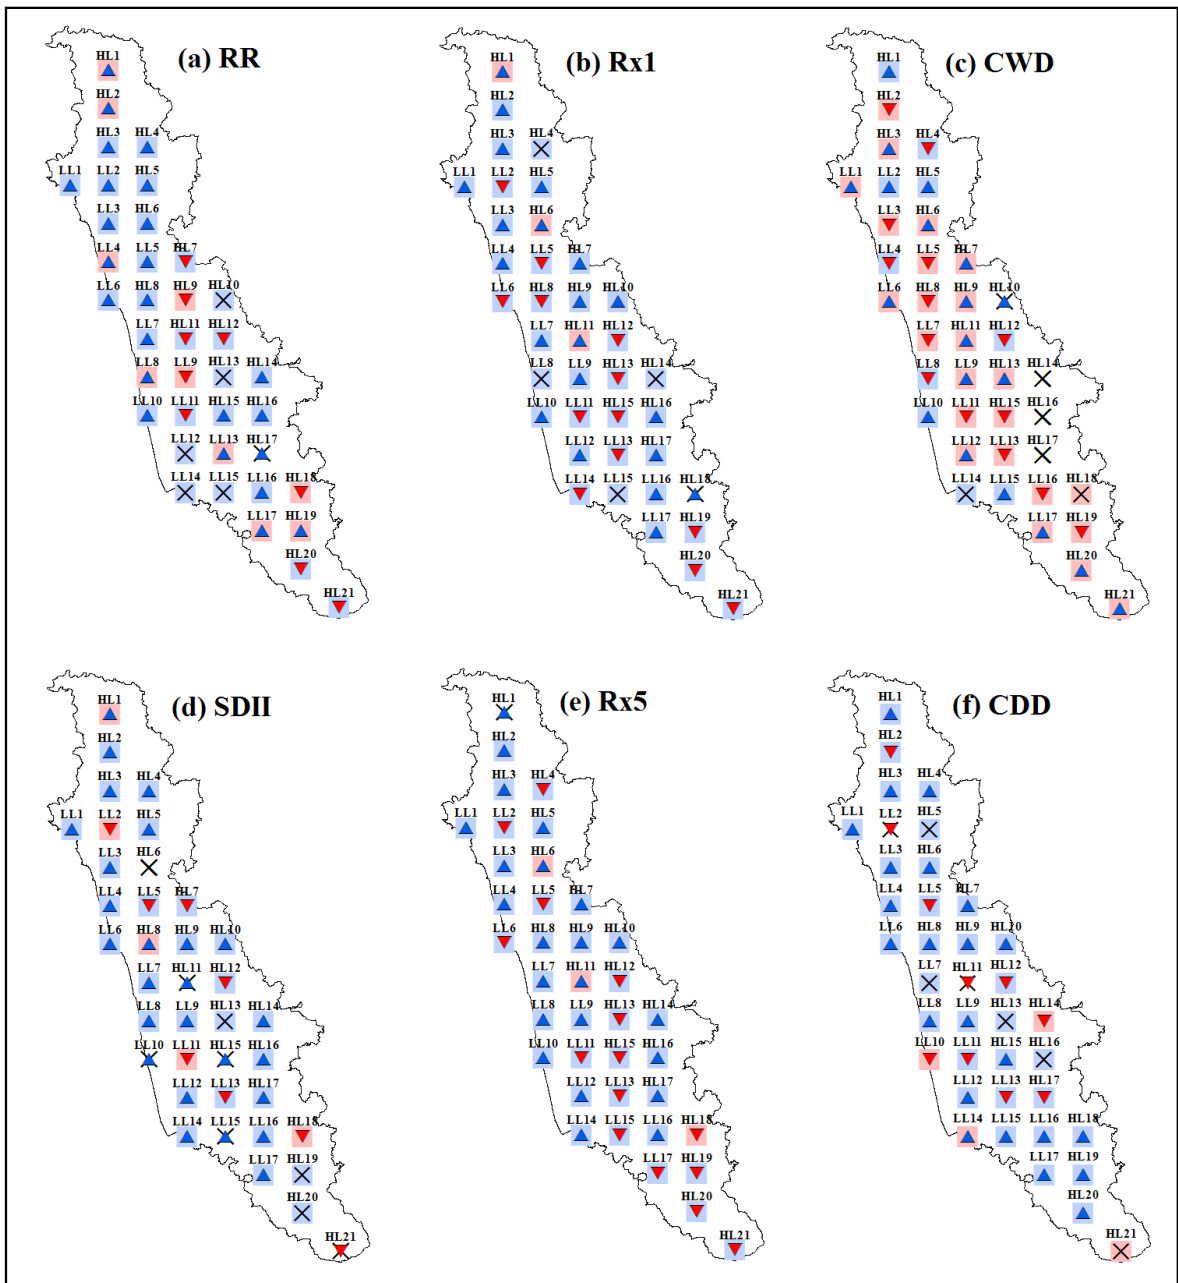 (a) RR
HL1
HL2
HL3 HL4
LL1 LL2 HL5
LL3 HL6
LL4 LL5 HL7
LL6 HL8 HL9 HL10
LL7 HL11 HL12
LL8 LL9 HL13 HL14
LL10 LL11 HL15 HL16
LL12 LL13 HL17
LL14 LL15 LL16 HL18
LL17 HL19
HL20
HL21
(b) Rx1
HL1
HL2
HL3 HL4
LL1 LL2 HL5
LL3 HL6
LL4 LL5 HL7
LL6 HL8 HL9 HL10
LL7 HL11 HL12
LL8 LL9 HL13 HL14
LL10 LL11 HL15 HL16
LL12 LL13 HL17
LL14 LL15 LL16 HL18
LL17 HL19
HL20
HL21
(c) CWD
HL1
HL2
HL3 HL4
LL1 LL2 HL5
LL3 HL6
LL4 LL5 HL7
LL6 HL8 HL9 HL10
LL7 HL11 HL12
LL8 LL9 HL13 HL14
LL10 LL11 HL15 HL16
LL12 LL13 HL17
LL14 LL15 LL16 HL18
LL17 HL19
HL20
HL21
(d) SDII
HL1
HL2
HL3 HL4
LL1 LL2 HL5
LL3 HL6
LL4 LL5 HL7
LL6 HL8 HL9 HL10
LL7 HL11 HL12
LL8 LL9 HL13 HL14
LL10 LL11 HL15 HL16
LL12 LL13 HL17
LL14 LL15 LL16 HL18
LL17 HL19
HL20
HL21
(e) Rx5
HL1
HL2
HL3 HL4
LL1 LL2 HL5
LL3 HL6
LL4 LL5 HL7
LL6 HL8 HL9 HL10
LL7 HL11 HL12
LL8 LL9 HL13 HL14
LL10 LL11 HL15 HL16
LL12 LL13 HL17
LL14 LL15 LL16 HL18
LL17 HL19
HL20
HL21
(f) CDD
HL1
HL2
HL3 HL4
LL1 LL2 HL5
LL3 HL6
LL4 LL5 HL7
LL6 HL8 HL9 HL10
LL7 HL11 HL12
LL8 LL9 HL13 HL14
LL10 LL11 HL15 HL16
LL12 LL13 HL17
LL14 LL15 LL16 HL18
LL17 HL19
HL20
HL21